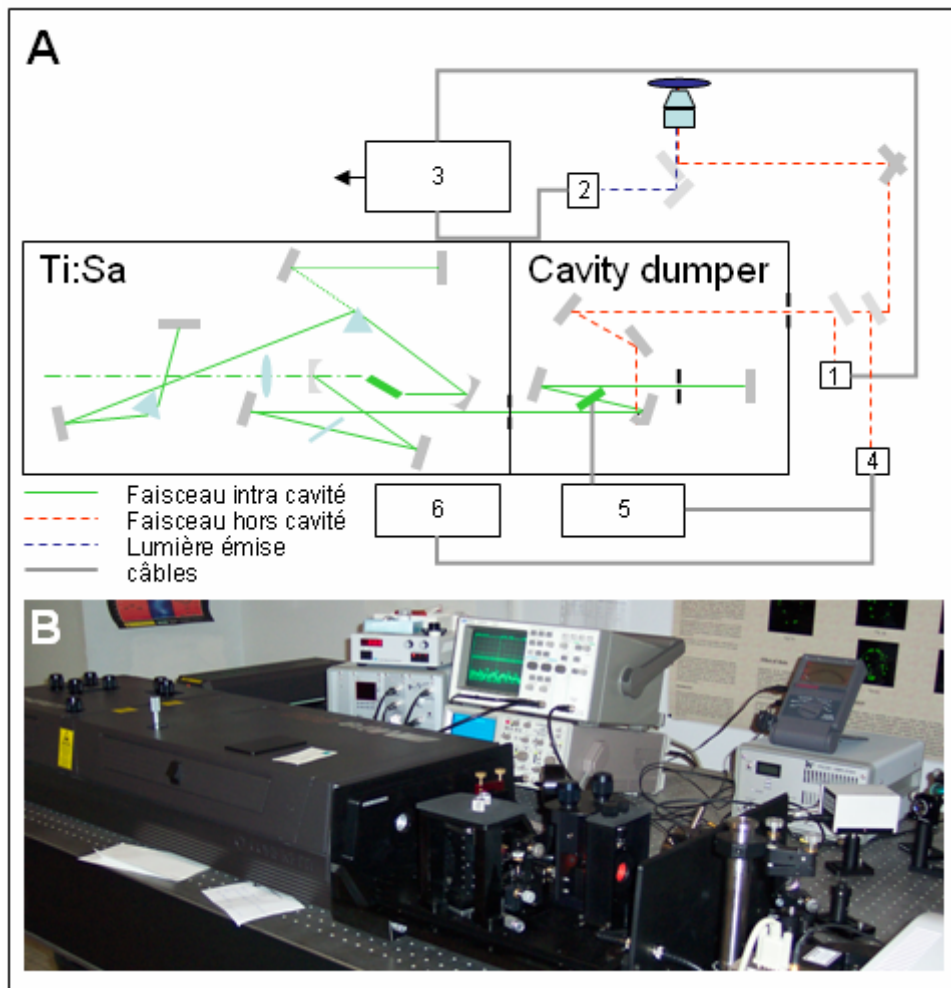 A
3
2
Ti:Sa
Cavity dumper
1
4
6
5
Faisceau intra cavité
Faisceau hors cavité
Lumière émise
câbles
B